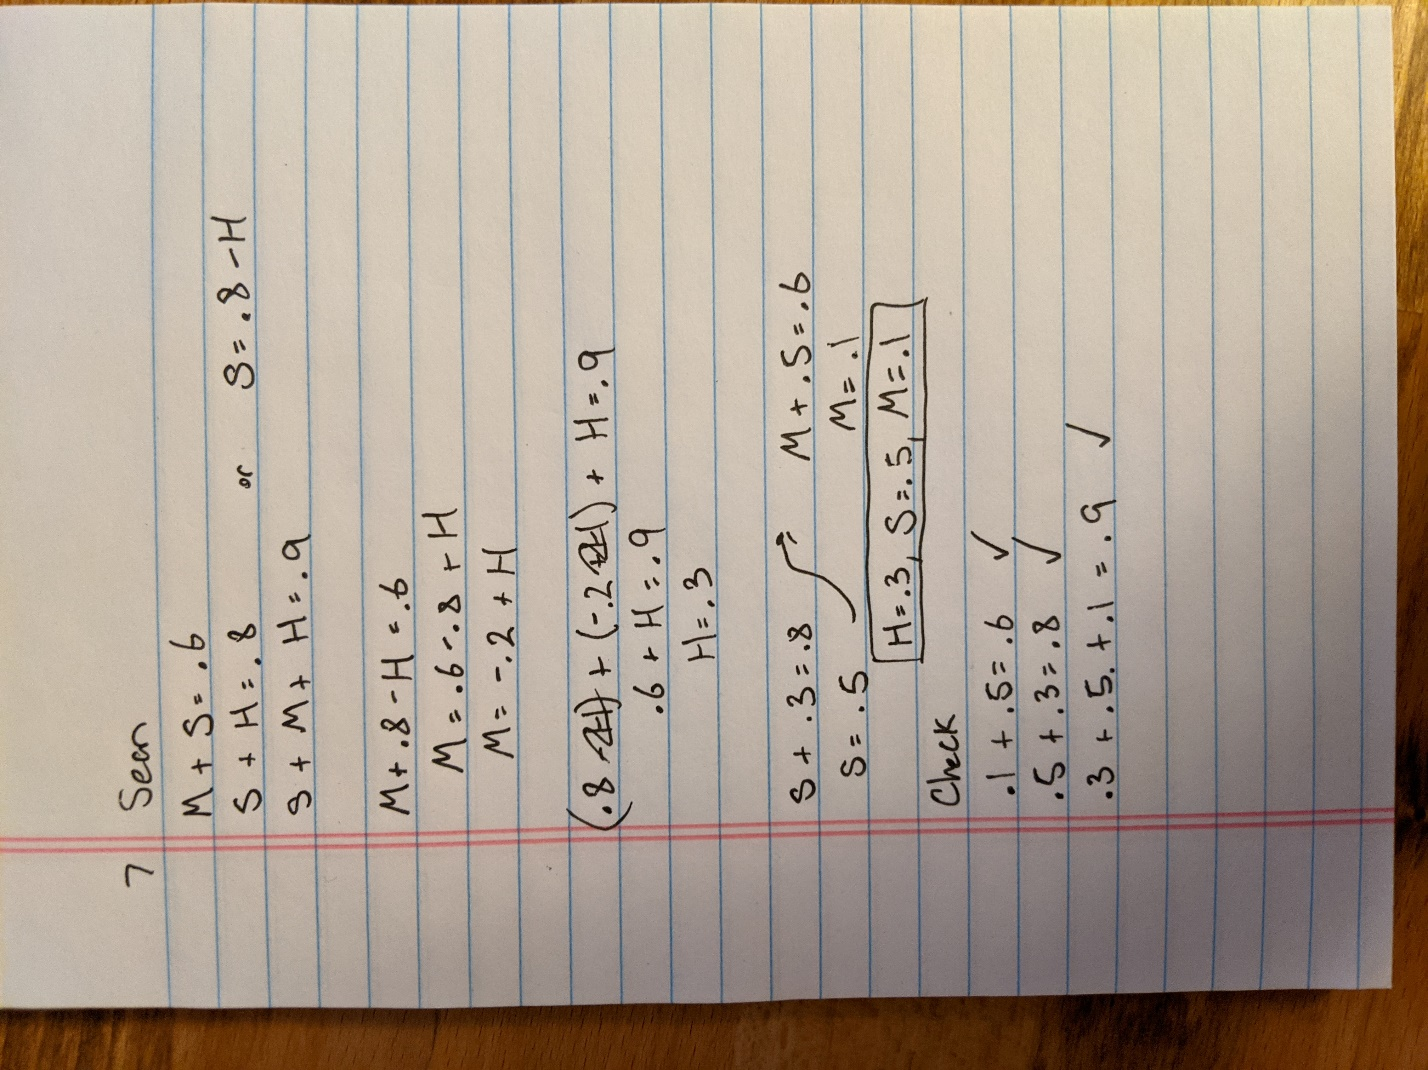 7 Sean
M + S = .6
S + H = .8 or S = .8 - H
S + M + H = .9
M + .8 - H = .6
M = .6 - .8 + H
M = -.2 + H
(.8 - H) + (-.2 + H) + H = .9
.6 + H = .9
H = .3
S + .3 = .8 M + .5 = .6
S = .5 M = .1
H = .3, S = .5, M = .1
Check
.1 + .5 = .6 ✓
.5 + .3 = .8 ✓
.3 + .5. + .1 = .9 ✓